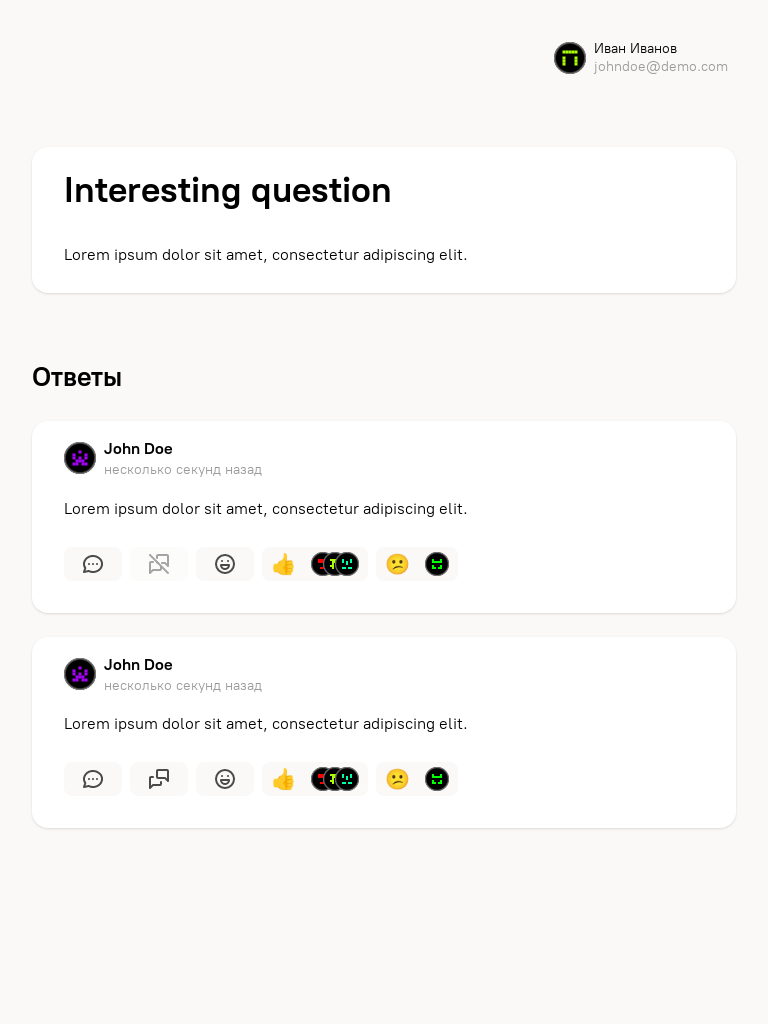 Иван Иванов
johndoe@demo.com
Interesting question
Lorem ipsum dolor sit amet, consectetur adipiscing elit.
Ответы
John Doe
несколько секунд назад
Lorem ipsum dolor sit amet, consectetur adipiscing elit.
John Doe
несколько секунд назад
Lorem ipsum dolor sit amet, consectetur adipiscing elit.